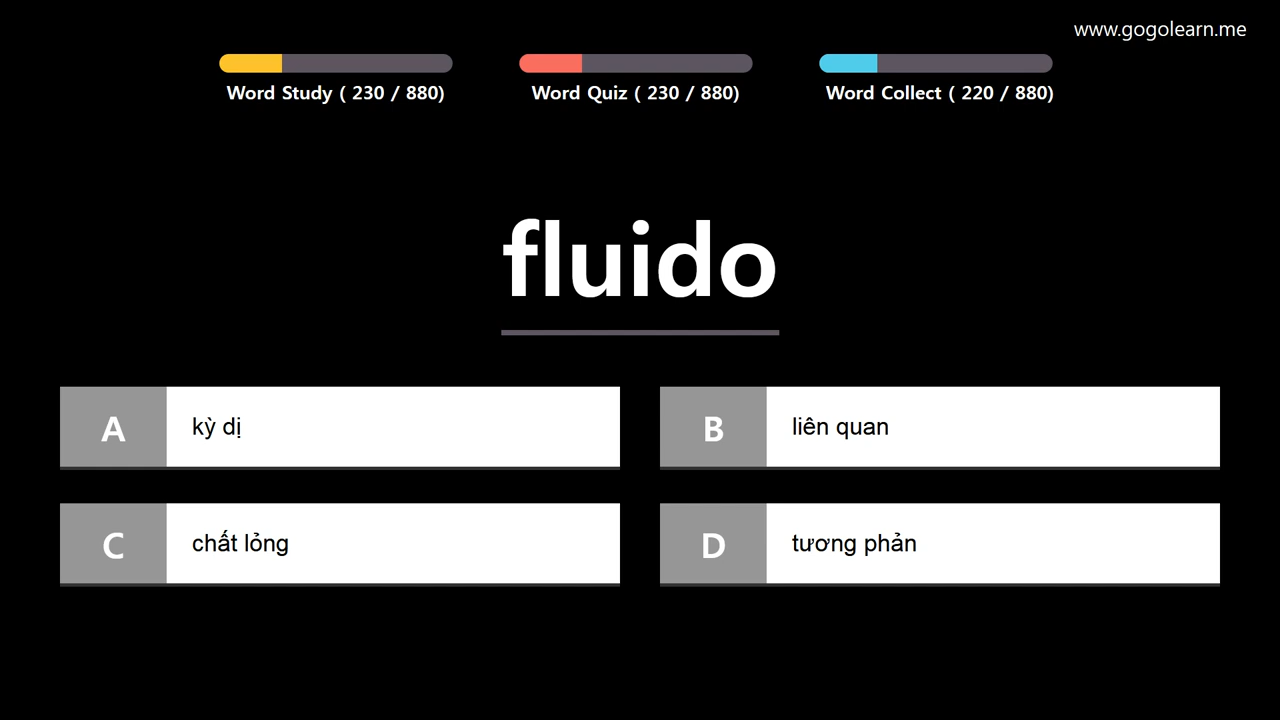 www.gogolearn.me
Word Study ( 230 / 880)
Word Quiz ( 230 / 880)
Word Collect ( 220 / 880)
fluido
A
kỳ dị
B
liên quan
C
chất lỏng
D
tương phản